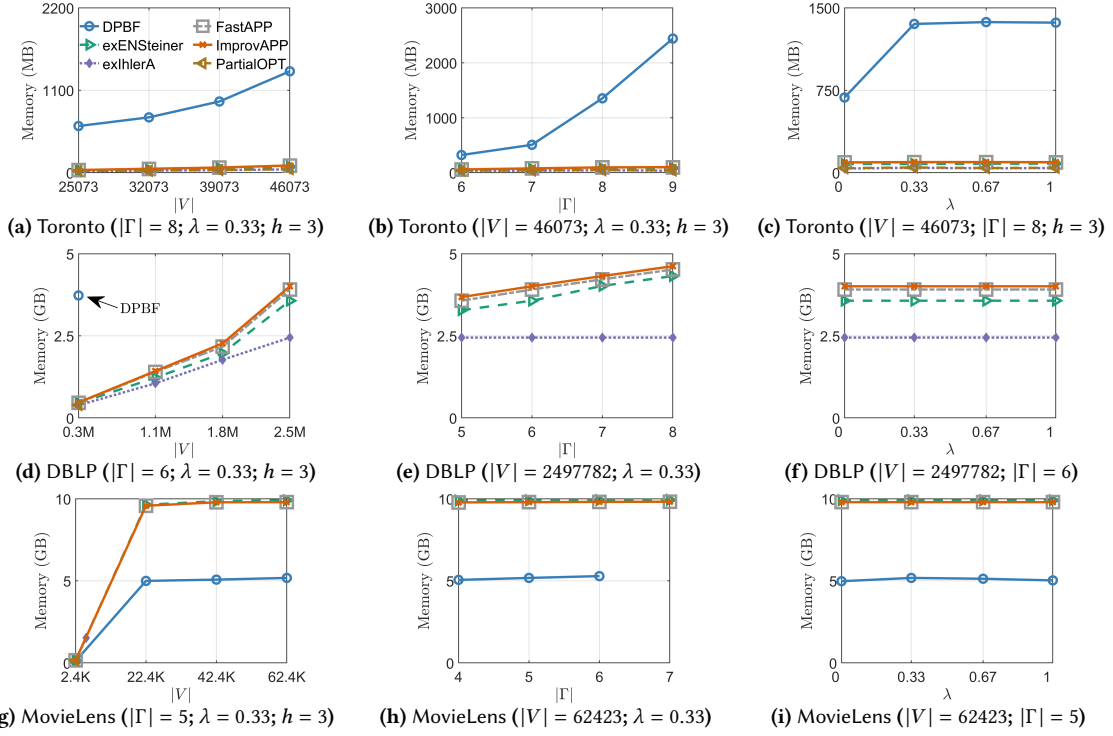 2200
1100
0
Memory (MB)
DPBF
exENSteiner
exIhlerA
FastAPP
ImprovAPP
PartialOPT
25073 32073 39073 46073
|V|
(a) Toronto (|Γ| = 8; λ = 0.33; h = 3)
3000
2000
1000
0
Memory (MB)
6 7 8 9
|Γ|
(b) Toronto (|V| = 46073; λ = 0.33; h = 3)
1500
750
0
Memory (MB)
0 0.33 0.67 1
λ
(c) Toronto (|V| = 46073; |Γ| = 8; h = 3)
5
2.5
0
Memory (GB)
DPBF
0.3M 1.1M 1.8M 2.5M
|V|
(d) DBLP (|Γ| = 6; λ = 0.33; h = 3)
5
2.5
0
Memory (GB)
5 6 7 8
|Γ|
(e) DBLP (|V| = 2497782; λ = 0.33)
5
2.5
0
Memory (GB)
0 0.33 0.67 1
λ
(f) DBLP (|V| = 2497782; |Γ| = 6)
10
5
0
Memory (GB)
2.4K 22.4K 42.4K 62.4K
|V|
g) MovieLens (|Γ| = 5; λ = 0.33; h = 3)
10
5
0
Memory (GB)
4 5 6 7
|Γ|
(h) MovieLens (|V| = 62423; λ = 0.33)
10
5
0
Memory (GB)
0 0.33 0.67 1
λ
(i) MovieLens (|V| = 62423; |Γ| = 5)